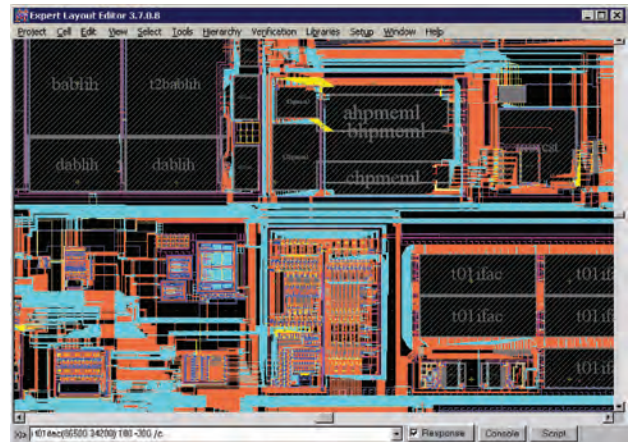 Expert Layout Editor 3.7.0.8
Project Cell Edit View Select Tools Hierarchy Verification Libraries Setup Window Help
bablih
t2bablih
ahpmeml
bhpmeml
dablih
dablih
chpmeml
t01ifac
t01ifac
t01ifac
t01ifac
Response Console Script